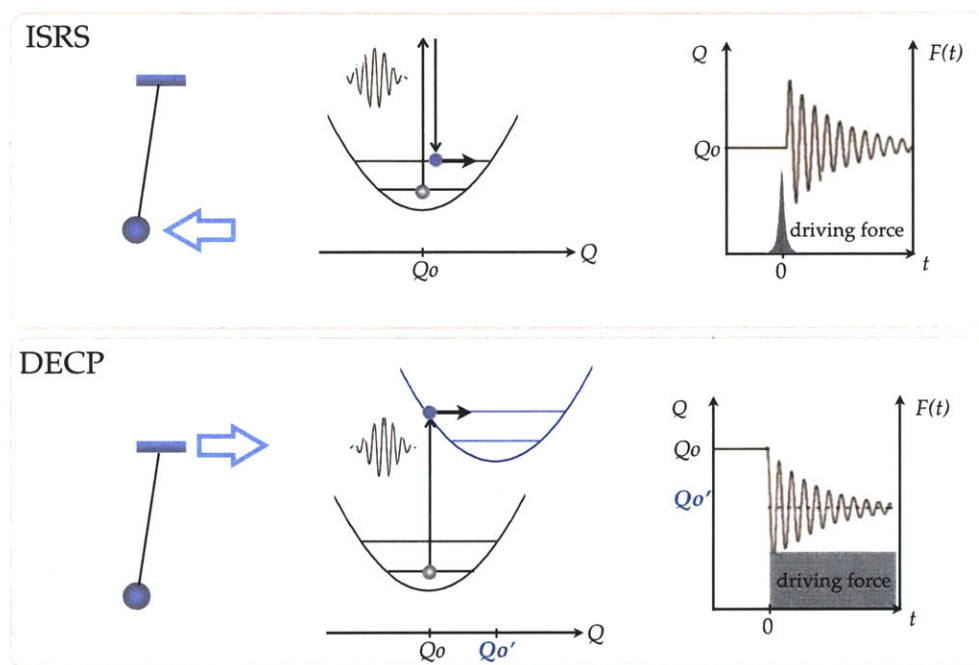 ISRS
Q
F(t)
Qo
driving force
Q
Qo
0
t
DECP
Q
F(t)
Qo
Qo'
driving force
Q
Qo
Qo'
0
t